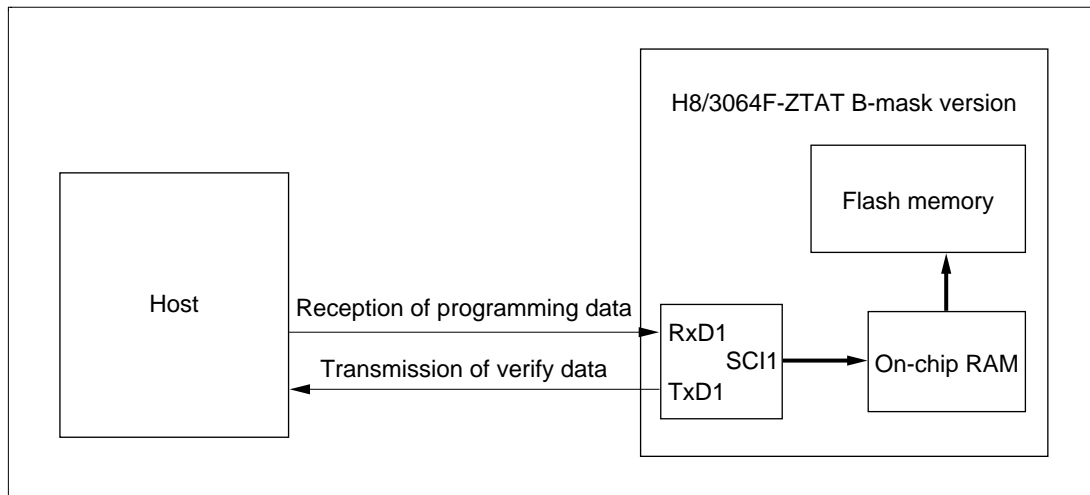 H8/3064F-ZTAT B-mask version
Flash memory
Host
Reception of programming data
RxD1
SCI1
On-chip RAM
Transmission of verify data
TxD1